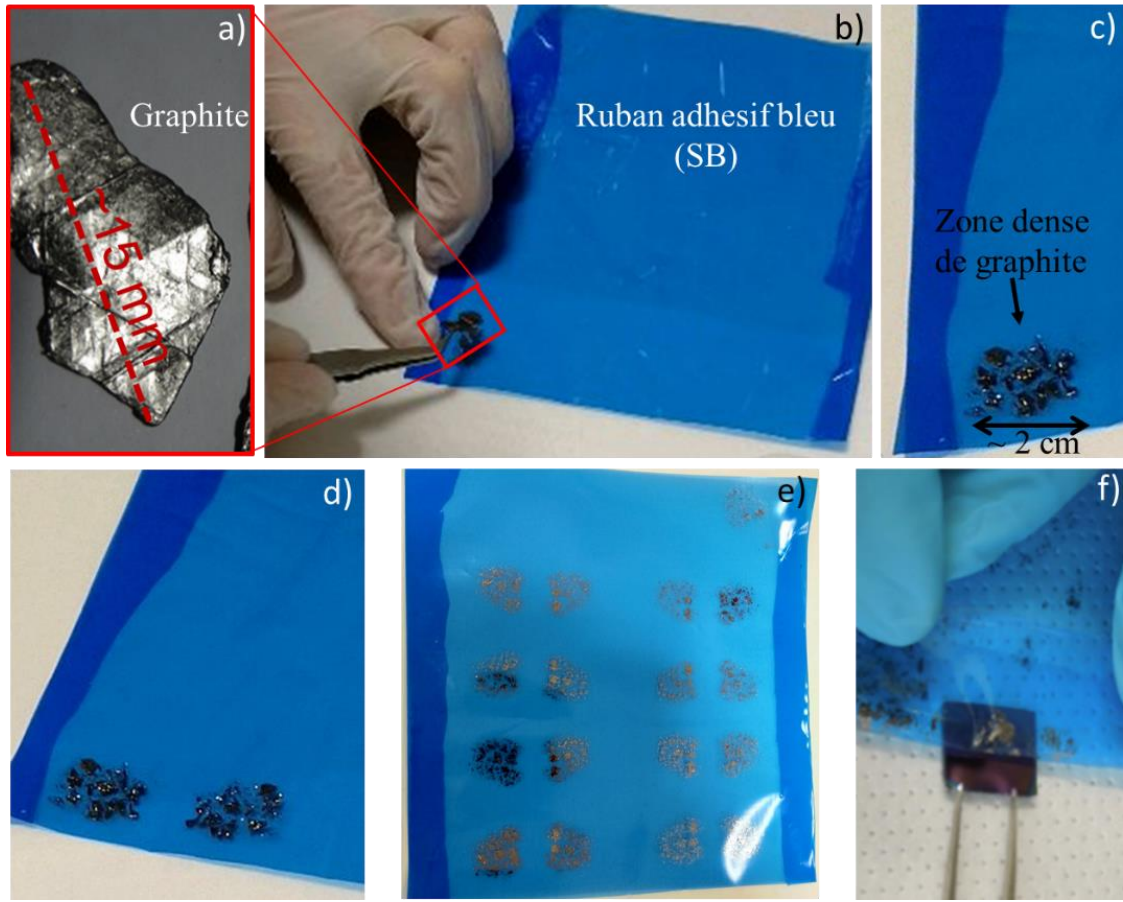 a)
Graphite
~15 mm
b)
Ruban adhesif bleu
(SB)
c)
Zone dense
de graphite
~ 2 cm
d)
e)
f)